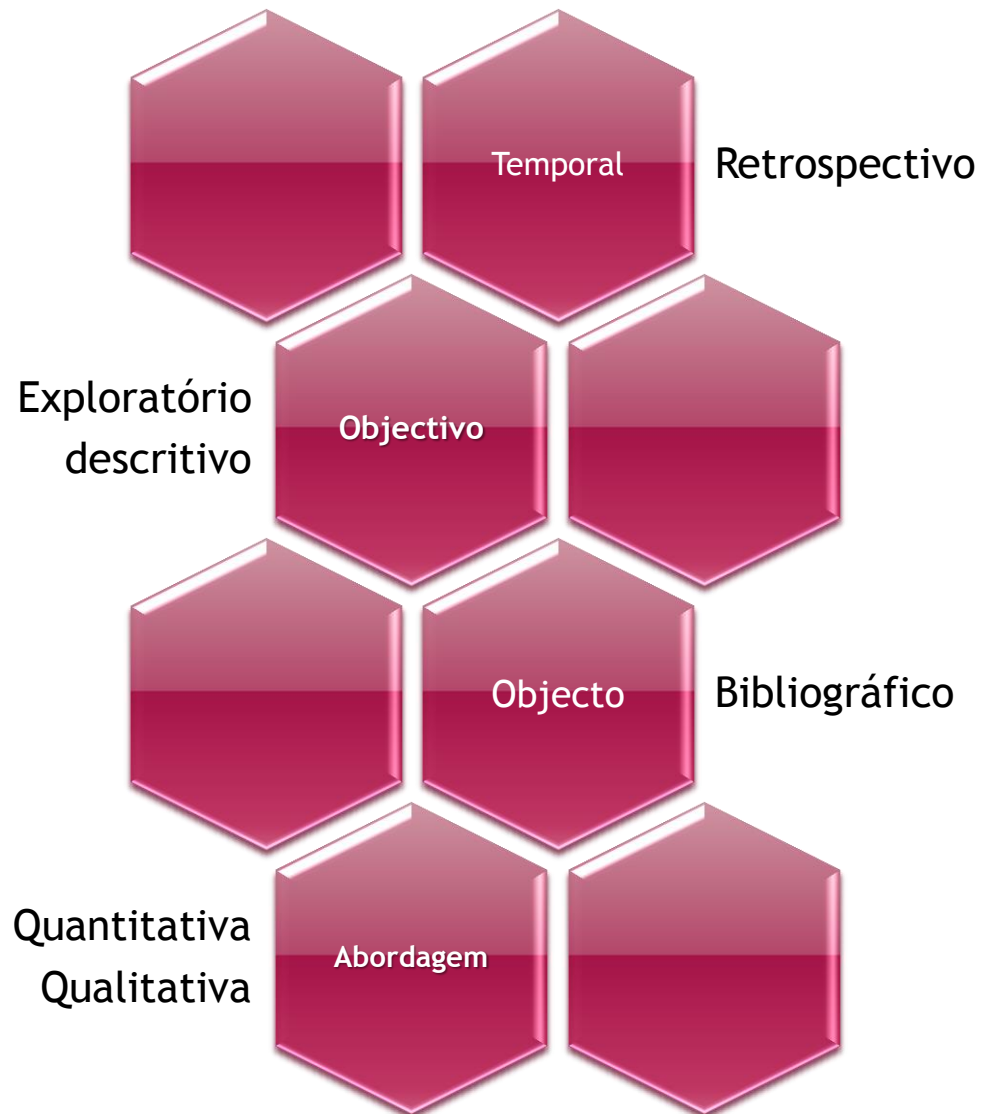 Temporal
Retrospectivo
Exploratório
descritivo
Objectivo
Objecto
Bibliográfico
Quantitativa
Qualitativa
Abordagem